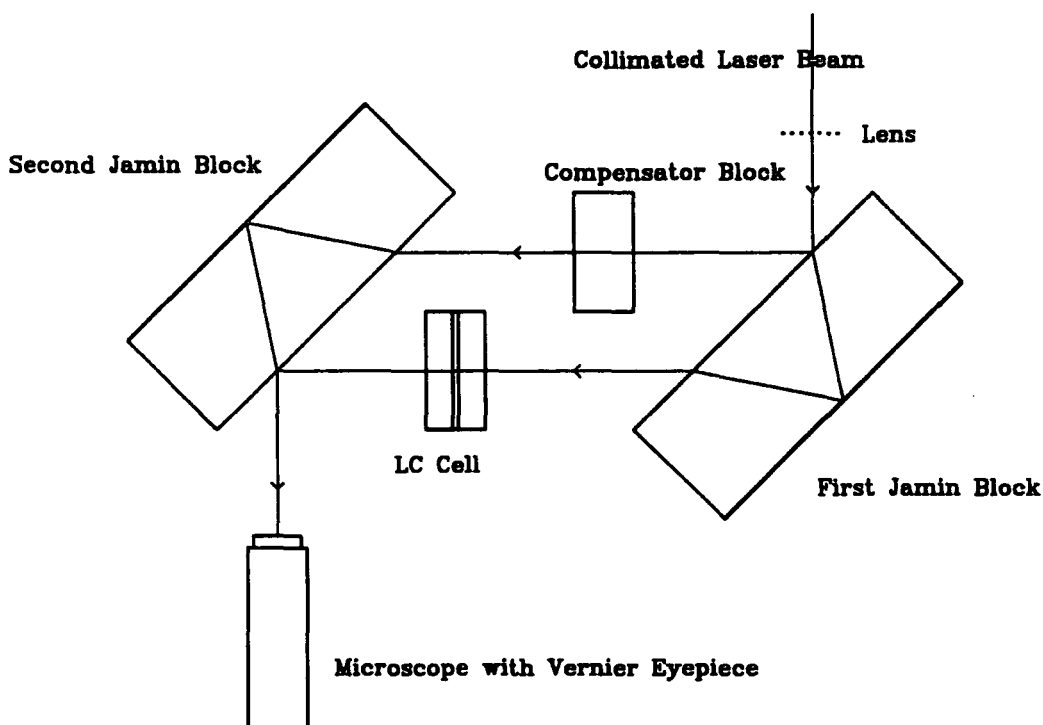 Collimated Laser Beam
Lens
Second Jamin Block
Compensator Block
LC Cell
First Jamin Block
Microscope with Vernier Eyepiece